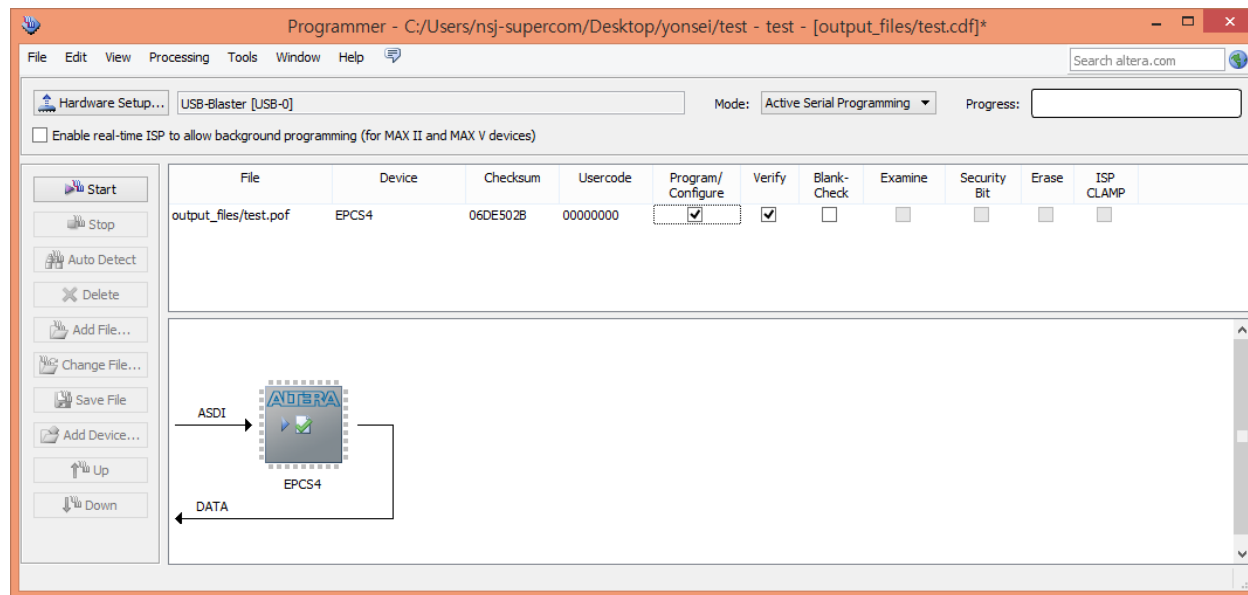 Programmer - C:/Users/nsj-supercom/Desktop/yonsei/test - test - [output_files/test.cdf]*
File Edit View Processing Tools Window Help
Search altera.com
Hardware Setup... USB-Blaster [USB-0] Mode: Active Serial Programming Progress:
Enable real-time ISP to allow background programming (for MAX II and MAX V devices)
Start
Stop
Auto Detect
Delete
Add File...
Change File...
Save File
Add Device...
Up
Down
File Device Checksum Usercode Program/ Verify Blank- Examine Security Erase ISP
Configure Check Bit CLAMP
output_files/test.pof EPCS4 06DE502B 00000000
ALTERA
ASDI
EPCS4
DATA